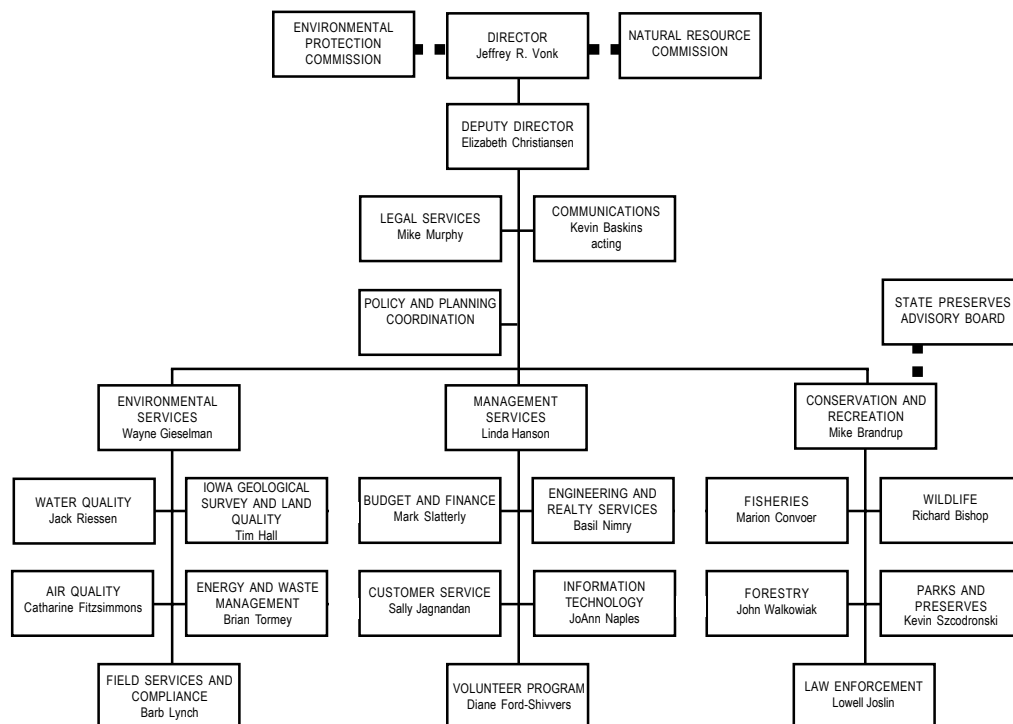 ENVIRONMENTAL
PROTECTION
COMMISSION
DIRECTOR
Jeffrey R. Vonk
NATURAL RESOURCE
COMMISSION
DEPUTY DIRECTOR
Elizabeth Christiansen
LEGAL SERVICES
Mike Murphy
COMMUNICATIONS
Kevin Baskins
acting
POLICY AND PLANNING
COORDINATION
STATE PRESERVES
ADVISORY BOARD
ENVIRONMENTAL
SERVICES
Wayne Gieselman
MANAGEMENT
SERVICES
Linda Hanson
CONSERVATION AND
RECREATION
Mike Brandrup
WATER QUALITY
Jack Riessen
IOWA GEOLOGICAL
SURVEY AND LAND
QUALITY
Tim Hall
BUDGET AND FINANCE
Mark Slatterly
ENGINEERING AND
REALTY SERVICES
Basil Nimry
FISHERIES
Marion Convoer
WILDLIFE
Richard Bishop
AIR QUALITY
Catharine Fitzsimmons
ENERGY AND WASTE
MANAGEMENT
Brian Tormey
CUSTOMER SERVICE
Sally Jagnandan
INFORMATION
TECHNOLOGY
JoAnn Naples
FORESTRY
John Walkowiak
PARKS AND
PRESERVES
Kevin Szcodronski
FIELD SERVICES AND
COMPLIANCE
Barb Lynch
VOLUNTEER PROGRAM
Diane Ford-Shivvers
LAW ENFORCEMENT
Lowell Joslin